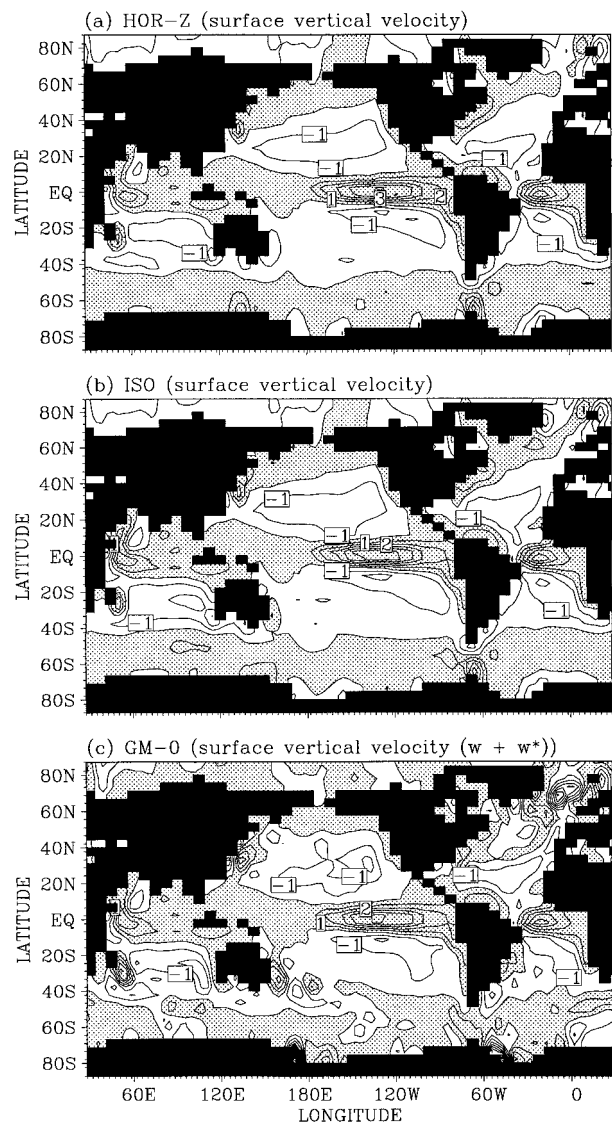 (a) HOR-Z (surface vertical velocity)
80N
60N
40N
20N
EQ
20S
40S
60S
80S
LATITUDE
-1
-1
-1
1
3
2
-1
-1
-1
(b) ISO (surface vertical velocity)
80N
60N
40N
20N
EQ
20S
40S
60S
80S
LATITUDE
-1
-1
-1
1
2
-1
-1
-1
(c) GM-0 (surface vertical velocity (w + w*))
80N
60N
40N
20N
EQ
20S
40S
60S
80S
LATITUDE
-1
-1
-1
2
1
-1
-1
-1
60E 120E 180E 120W 60W 0
LONGITUDE